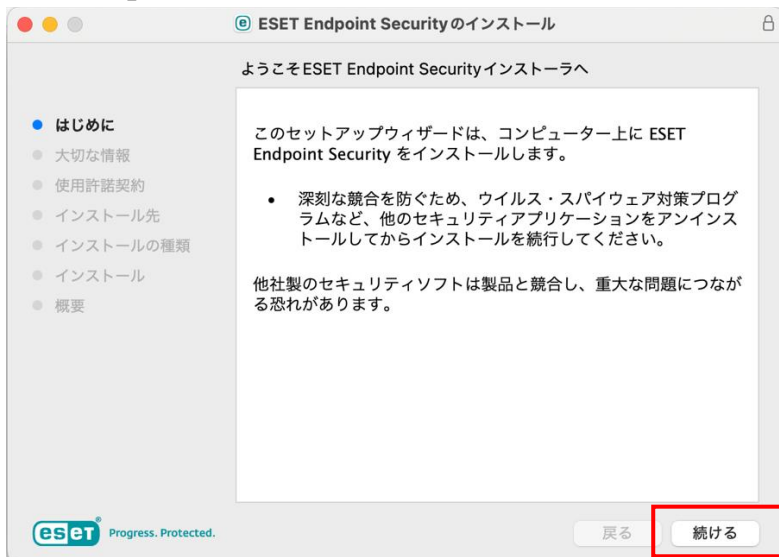 ESET Endpoint Securityのインストール
ようこそESET Endpoint Securityインストーラへ
はじめに
大切な情報
使用許諾契約
インストール先
インストールの種類
インストール
概要
このセットアップウィザードは、コンピューター上に ESET
Endpoint Security をインストールします。
• 深刻な競合を防ぐため、ウイルス・スパイウェア対策プログ
ラムなど、他のセキュリティアプリケーションをアンインス
トールしてからインストールを続行してください。
他社製のセキュリティソフトは製品と競合し、重大な問題につなが
る恐れがあります。
eset® Progress. Protected.
戻る
続ける